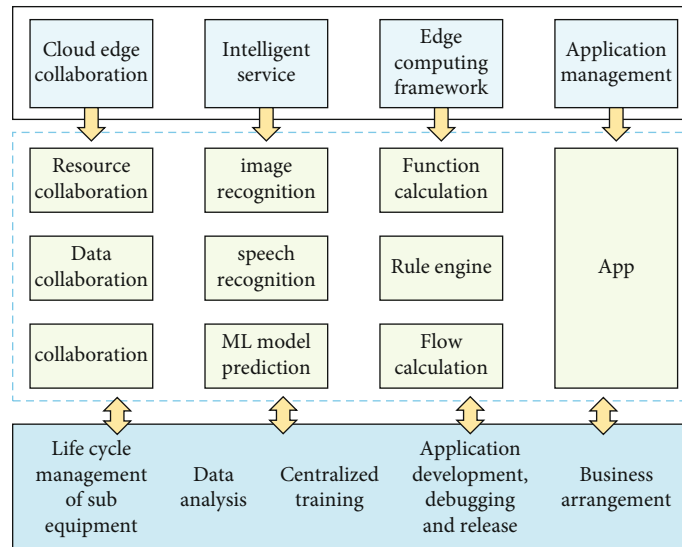 Cloud edge
collaboration
Intelligent
service
Edge
computing
framework
Application
management
Resource
collaboration
image
recognition
Function
calculation
Data
collaboration
speech
recognition
Rule engine
App
collaboration
ML model
prediction
Flow
calculation
Life cycle
management
of sub
equipment
Data
analysis
Centralized
training
Application
development,
debugging
and release
Business
arrangement